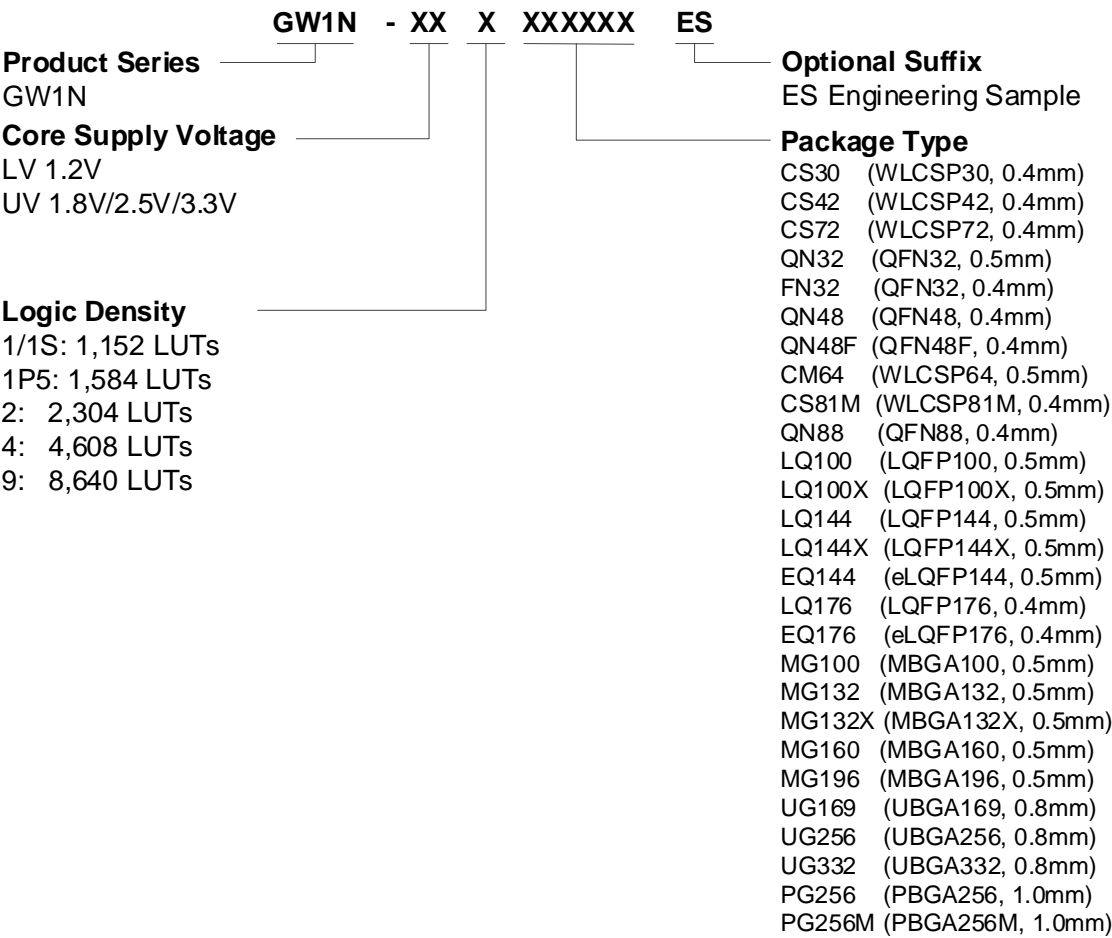 GW1N - XX X XXXXXX ES
Product Series
GW1N
Core Supply Voltage
LV 1.2V
UV 1.8V/2.5V/3.3V
Logic Density
1/1S: 1,152 LUTs
1P5: 1,584 LUTs
2: 2,304 LUTs
4: 4,608 LUTs
9: 8,640 LUTs
Optional Suffix
ES Engineering Sample
Package Type
CS30 (WLCSP30, 0.4mm)
CS42 (WLCSP42, 0.4mm)
CS72 (WLCSP72, 0.4mm)
QN32 (QFN32, 0.5mm)
FN32 (QFN32, 0.4mm)
QN48 (QFN48, 0.4mm)
QN48F (QFN48F, 0.4mm)
CM64 (WLCSP64, 0.5mm)
CS81M (WLCSP81M, 0.4mm)
QN88 (QFN88, 0.4mm)
LQ100 (LQFP100, 0.5mm)
LQ100X (LQFP100X, 0.5mm)
LQ144 (LQFP144, 0.5mm)
LQ144X (LQFP144X, 0.5mm)
EQ144 (eLQFP144, 0.5mm)
LQ176 (LQFP176, 0.4mm)
EQ176 (eLQFP176, 0.4mm)
MG100 (MBGA100, 0.5mm)
MG132 (MBGA132, 0.5mm)
MG132X (MBGA132X, 0.5mm)
MG160 (MBGA160, 0.5mm)
MG196 (MBGA196, 0.5mm)
UG169 (UBGA169, 0.8mm)
UG256 (UBGA256, 0.8mm)
UG332 (UBGA332, 0.8mm)
PG256 (PBGA256, 1.0mm)
PG256M (PBGA256M, 1.0mm)